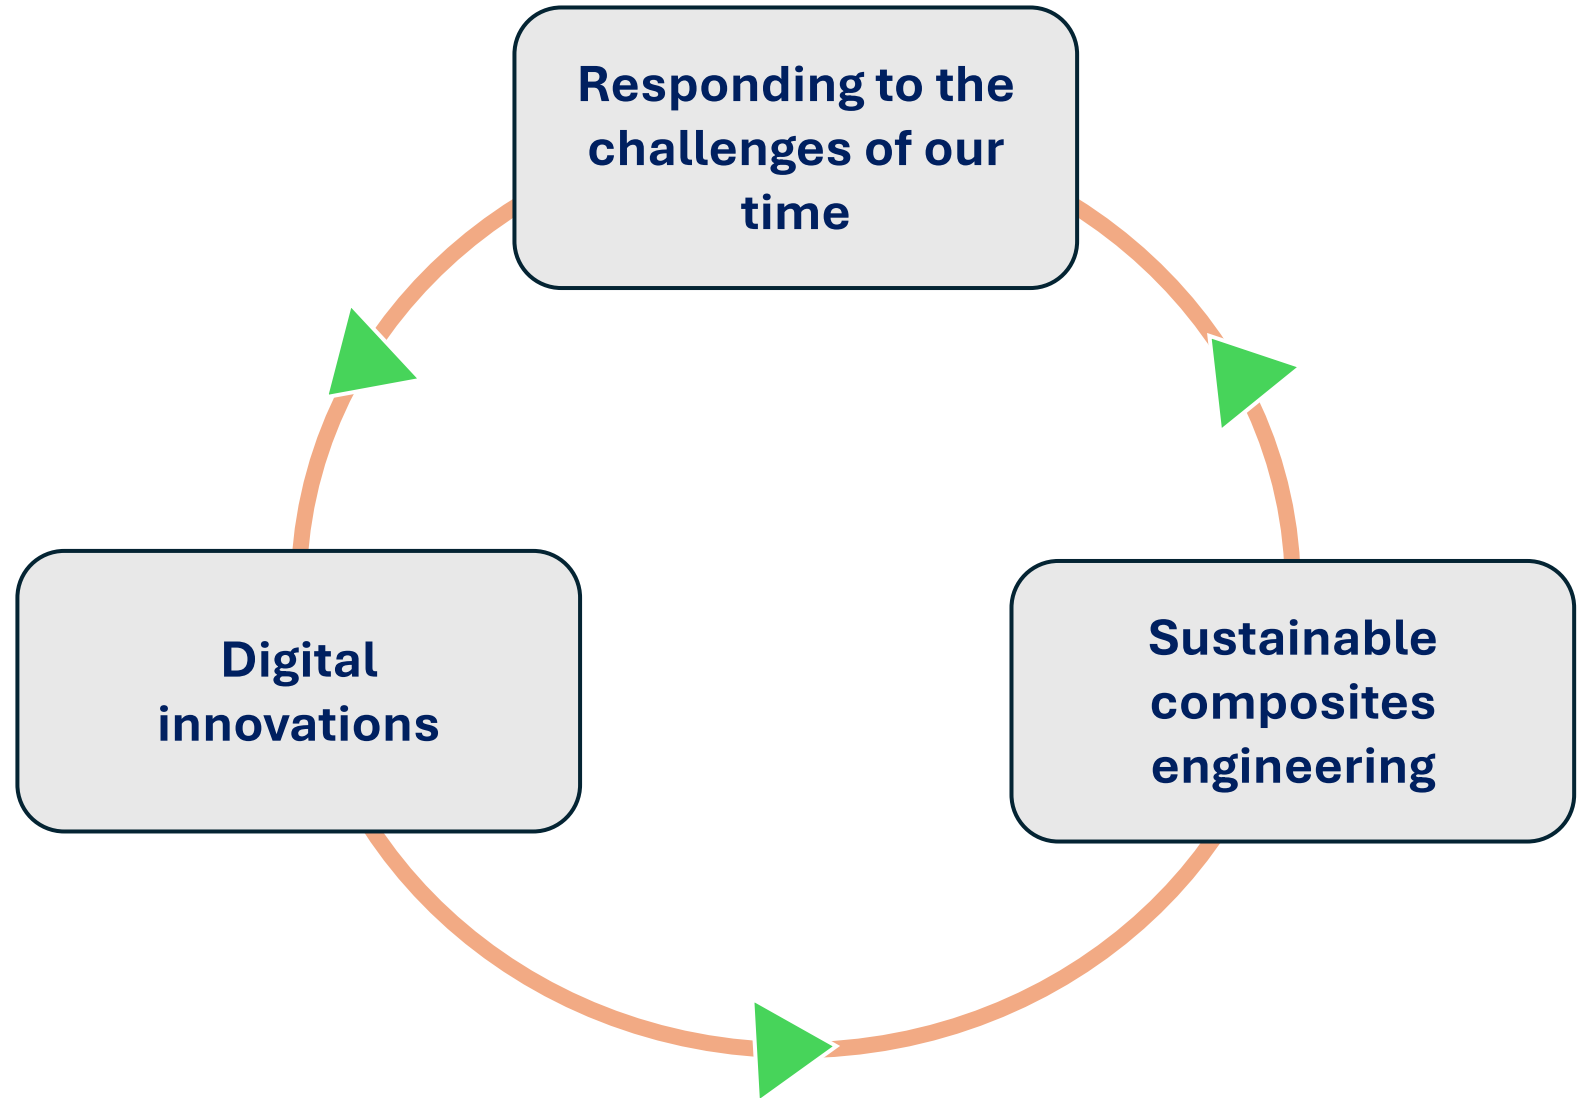 Responding to the
challenges of our
time
Digital
innovations
Sustainable
composites
engineering